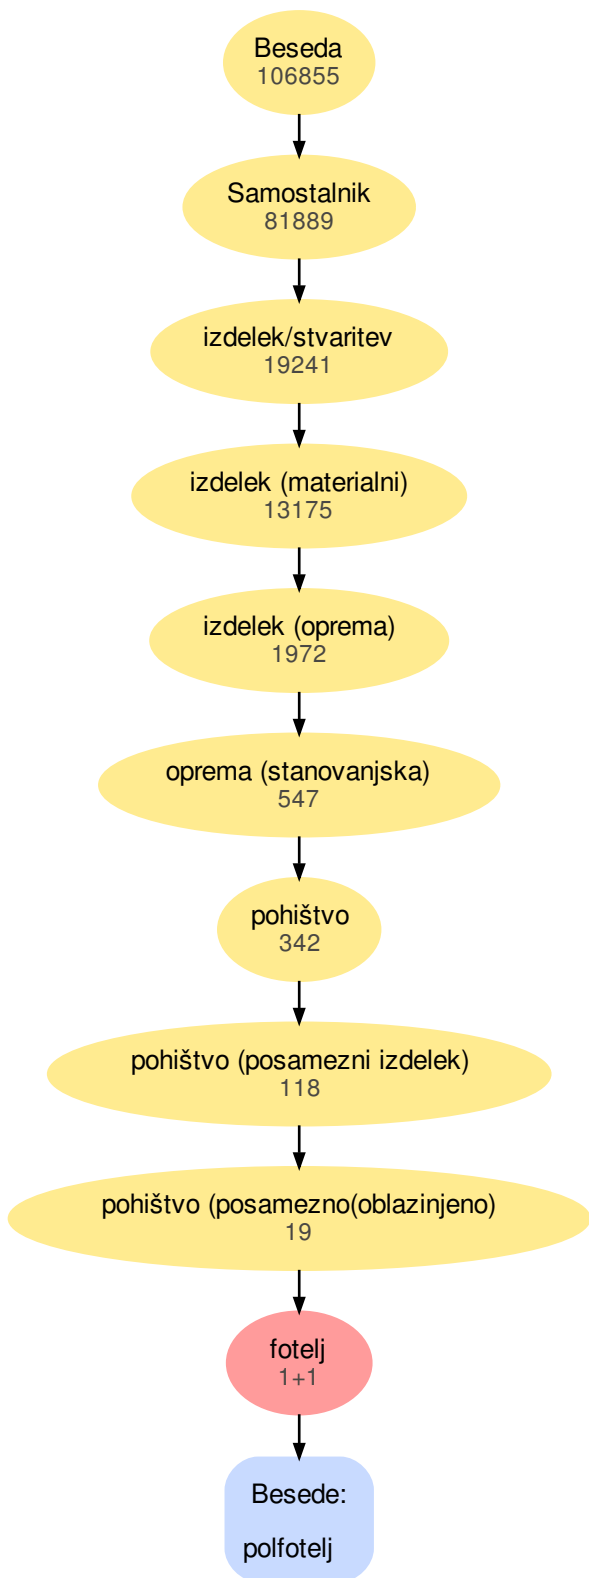 Beseda
106855
Samostalnik
81889
izdelek/stvaritev
19241
izdelek (materialni)
13175
izdelek (oprema)
1972
oprema (stanovanjska)
547
pohištvo
342
pohištvo (posamezni izdelek)
118
pohištvo (posamezno(oblazinjeno)
19
fotelj
1+1
Besede:
polfotelj